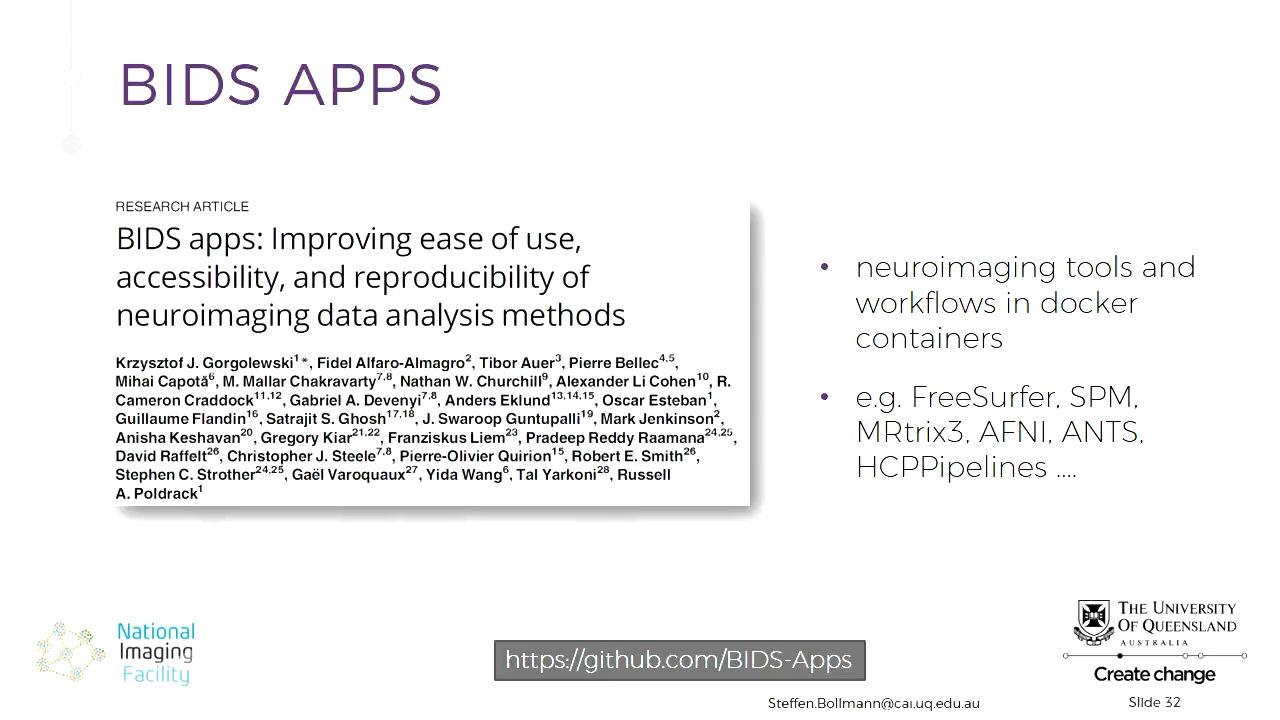 BIDS APPS
RESEARCH ARTICLE
BIDS apps: Improving ease of use,
accessibility, and reproducibility of
neuroimaging data analysis methods
Krzysztof J. Gorgolewski1*, Fidel Alfaro-Almagro2, Tibor Auer3, Pierre Bellec4,5,
Mihai Capotă6, M. Mallar Chakravarty7,8, Nathan W. Churchill9, Alexander Li Cohen10, R.
Cameron Craddock11,12, Gabriel A. Devenyi7,8, Anders Eklund13,14,15, Oscar Esteban1,
Guillaume Flandin16, Satrajit S. Ghosh17,18, J. Swaroop Guntupalli19, Mark Jenkinson2,
Anisha Keshavan20, Gregory Kiar21,22, Franziskus Liem23, Pradeep Reddy Raamana24,25,
David Raffelt26, Christopher J. Steele7,8, Pierre-Olivier Quirion15, Robert E. Smith26,
Stephen C. Strother24,25, Gaël Varoquaux27, Yida Wang6, Tal Yarkoni28, Russell
A. Poldrack1
• neuroimaging tools and
workflows in docker
containers
• e.g. FreeSurfer, SPM,
MRtrix3, AFNI, ANTS,
HCPPipelines ....
National
Imaging
Facility
https://github.com/BIDS-Apps
THE UNIVERSITY
OF QUEENSLAND
AUSTRALIA
Create change
Steffen.Bollmann@cai.uq.edu.au
Slide 32